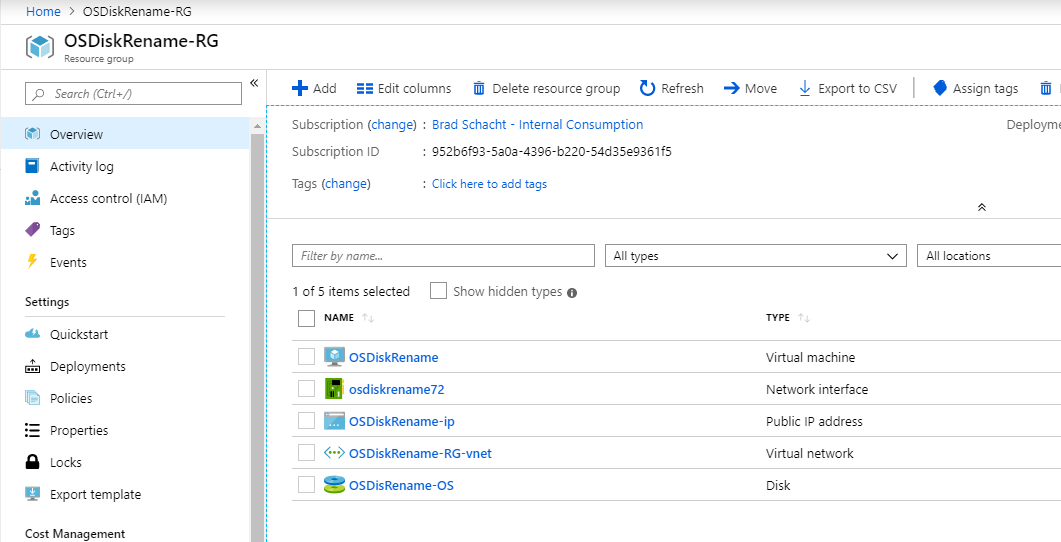 Home > OSDiskRename-RG
OSDiskRename-RG
Resource group
Search (Ctrl+/)
«
Overview
Activity log
Access control (IAM)
Tags
Events
Settings
Quickstart
Deployments
Policies
Properties
Locks
Export template
Cost Management
Add Edit columns Delete resource group Refresh Move Export to CSV Assign tags
Subscription (change) : Brad Schacht - Internal Consumption Deployme
Subscription ID : 952b6f93-5a0a-4396-b220-54d35e9361f5
Tags (change) : Click here to add tags
Filter by name... All types All locations
1 of 5 items selected Show hidden types
NAME TYPE
OSDiskRename Virtual machine
osdiskrename72 Network interface
OSDiskRename-ip Public IP address
OSDiskRename-RG-vnet Virtual network
OSDisRename-OS Disk